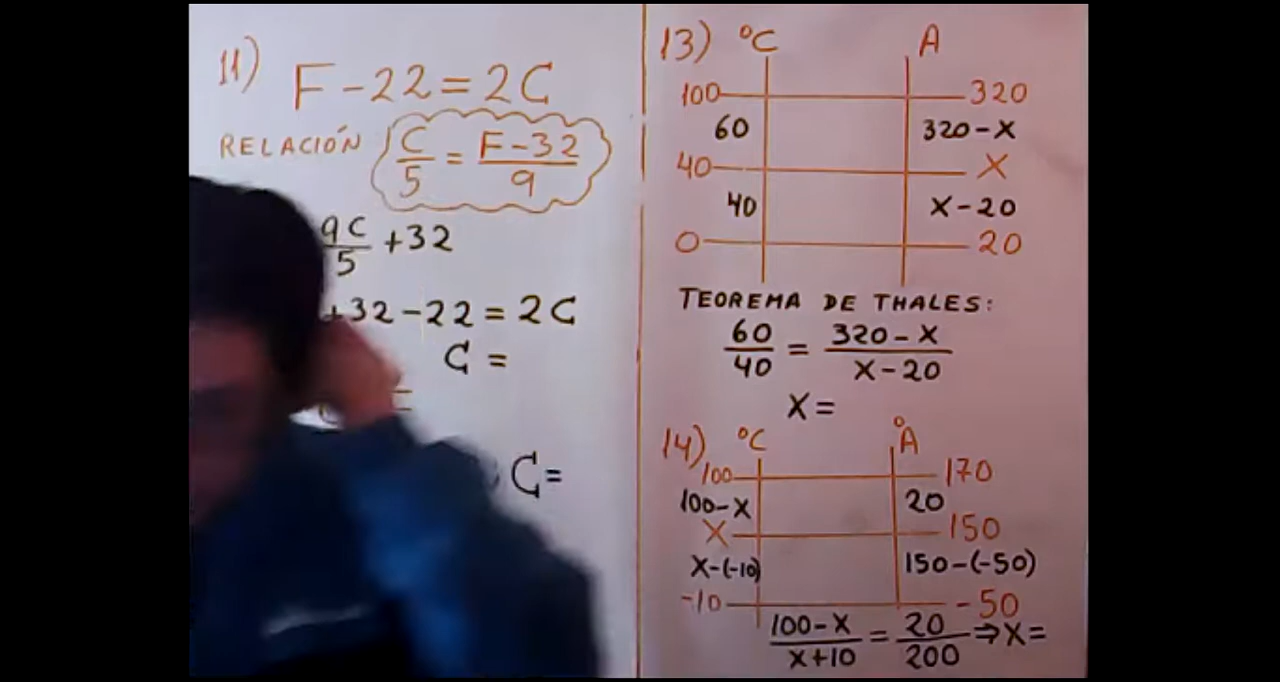 11) F-22=2C
RELACIÓN C/5 = F-32/9
9C/5 +32
+32-22=2C
C =
C=
13) °C A
100 320
60 320-X
40 X
40 X-20
0 20
TEOREMA DE THALES:
60/40 = 320-X/X-20
X=
14) °C °A
100 170
100-X 20
X 150
X-(-10) 150-(-50)
-10 -50
100-X/X+10 = 20/200 ⇒X=